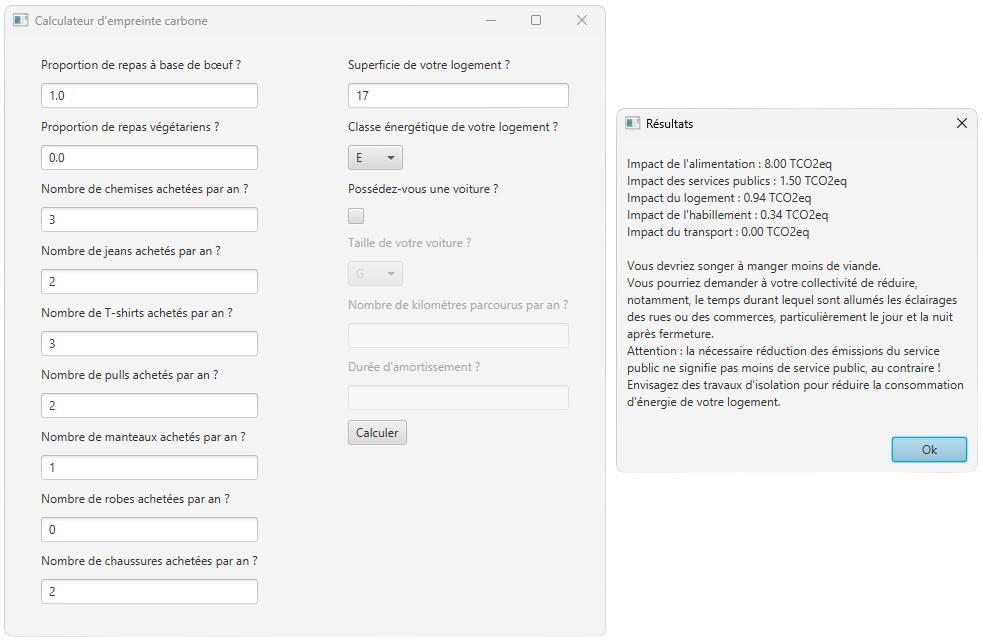 Calculateur d'empreinte carbone
Proportion de repas à base de bœuf ?
1.0
Proportion de repas végétariens ?
0.0
Nombre de chemises achetées par an ?
3
Nombre de jeans achetés par an ?
2
Nombre de T-shirts achetés par an ?
3
Nombre de pulls achetés par an ?
2
Nombre de manteaux achetés par an ?
1
Nombre de robes achetées par an ?
0
Nombre de chaussures achetées par an ?
2
Superficie de votre logement ?
17
Classe énergétique de votre logement ?
E
Possédez-vous une voiture ?
Taille de votre voiture ?
G
Nombre de kilomètres parcourus par an ?
Durée d'amortissement ?
Calculer
Résultats
Impact de l'alimentation : 8.00 TCO2eq
Impact des services publics : 1.50 TCO2eq
Impact du logement : 0.94 TCO2eq
Impact de l'habillement : 0.34 TCO2eq
Impact du transport : 0.00 TCO2eq
Vous devriez songer à manger moins de viande.
Vous pourriez demander à votre collectivité de réduire,
notamment, le temps durant lequel sont allumés les éclairages
des rues ou des commerces, particulièrement le jour et la nuit
après fermeture.
Attention : la nécessaire réduction des émissions du service
public ne signifie pas moins de service public, au contraire !
Envisagez des travaux d'isolation pour réduire la consommation
d'énergie de votre logement.
Ok